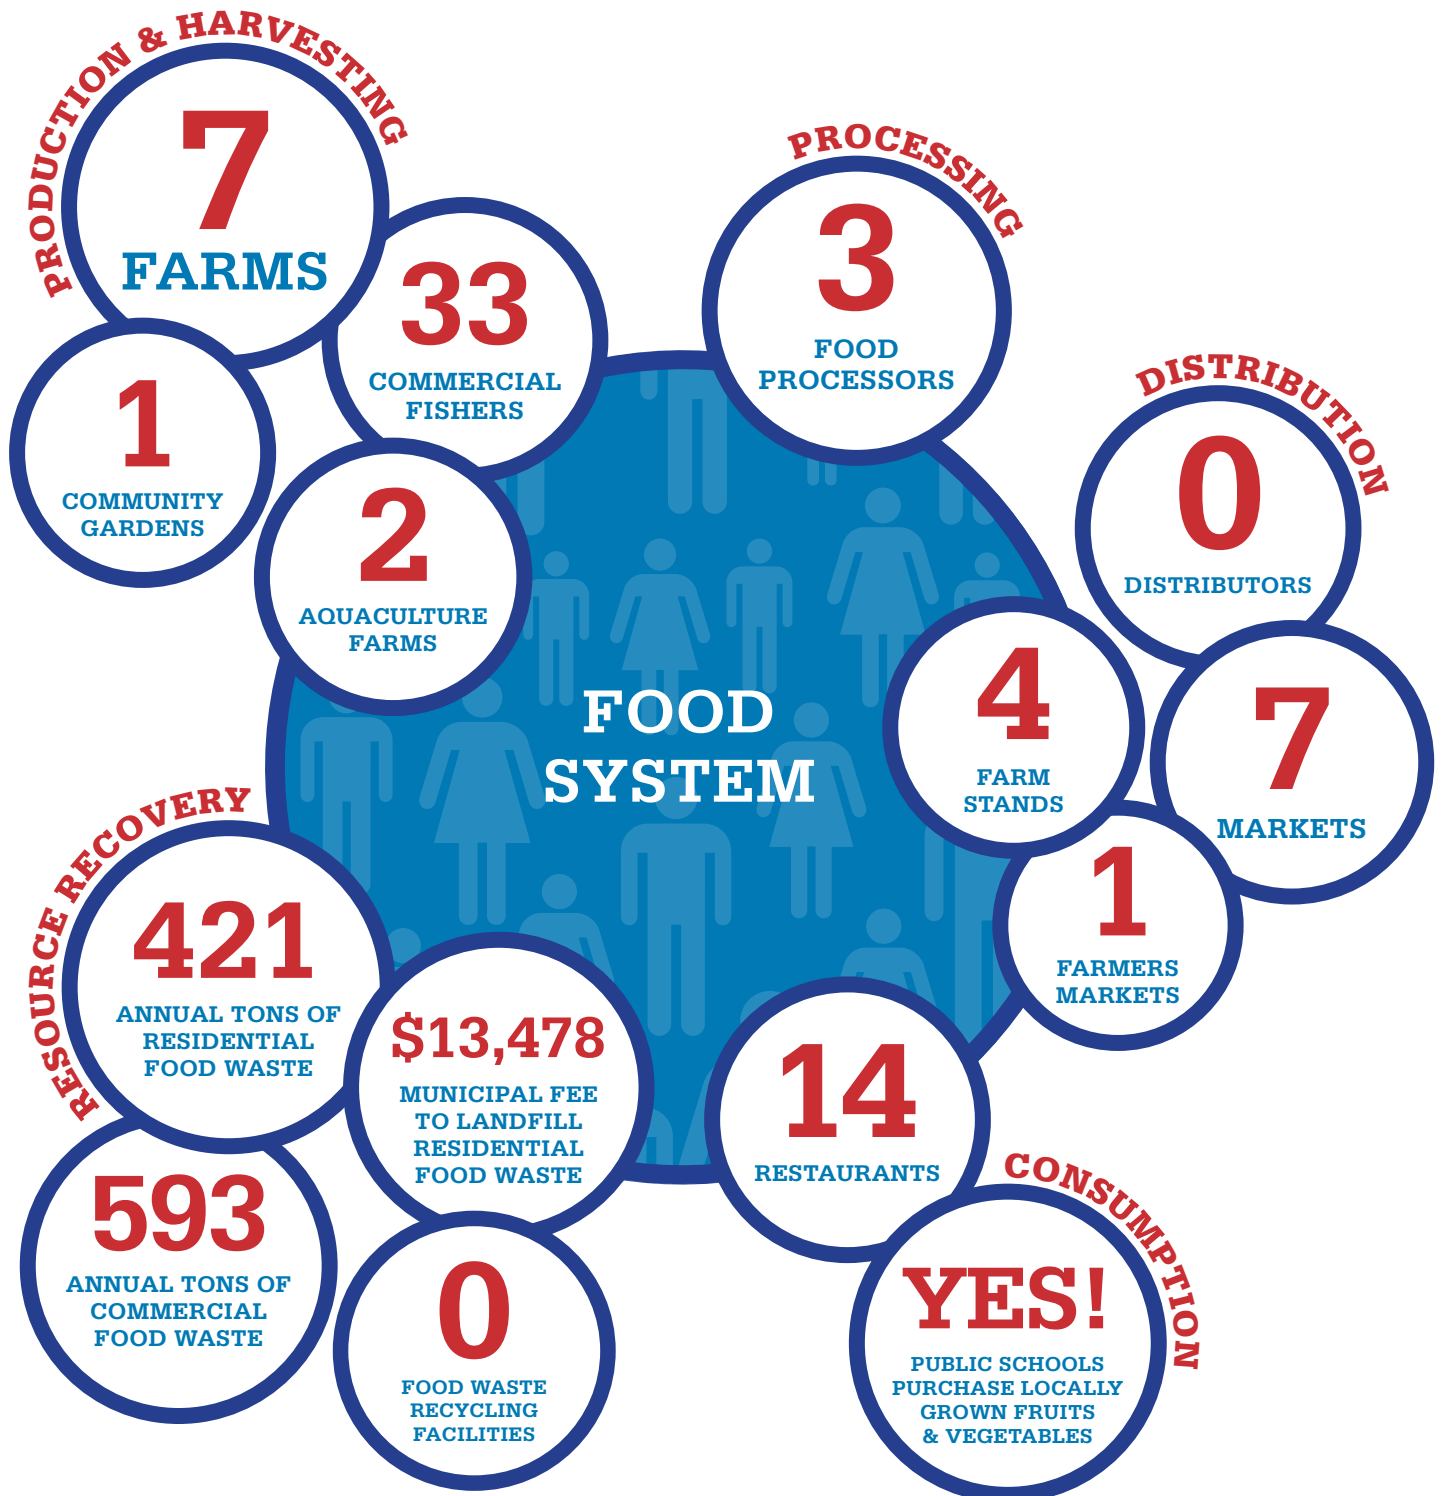 PRODUCTION & HARVESTING
7
FARMS
33
COMMERCIAL
FISHERS
1
COMMUNITY
GARDENS
2
AQUACULTURE
FARMS
PROCESSING
3
FOOD
PROCESSORS
DISTRIBUTION
0
DISTRIBUTORS
4
FARM
STANDS
7
MARKETS
1
FARMERS
MARKETS
FOOD
SYSTEM
RESOURCE RECOVERY
421
ANNUAL TONS OF
RESIDENTIAL
FOOD WASTE
$13,478
MUNICIPAL FEE
TO LANDFILL
RESIDENTIAL
FOOD WASTE
593
ANNUAL TONS OF
COMMERCIAL
FOOD WASTE
0
FOOD WASTE
RECYCLING
FACILITIES
14
RESTAURANTS
CONSUMPTION
YES!
PUBLIC SCHOOLS
PURCHASE LOCALLY
GROWN FRUITS
& VEGETABLES